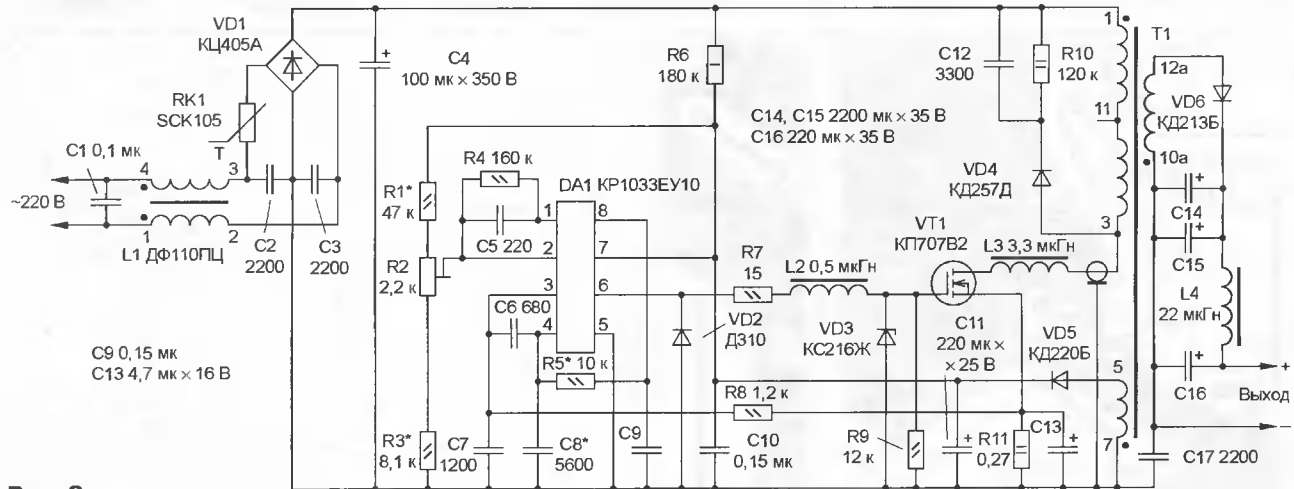 VD1
КЦ405А
RK1
SCK105
T
C1 0,1 мк
4
3
~220 В
1
2
L1 ДФ110ПЦ
C2
2200
C3
2200
C4
100 мк × 350 В
R6
180 к
C12
3300
R10
120 к
1
T1
12а
VD6
КД213Б
11
10а
C14, C15 2200 мк × 35 В
C16 220 мк × 35 В
R4 160 к
DA1 КР1033ЕУ10
R1*
47 к
C5 220
1
8
2
7
3
6
4
5
R2
2,2 к
C6 680
R5* 10 к
VD4
КД257Д
3
C14
C15
VT1
КП707В2
L3 3,3 мкГн
R7
15
L2 0,5 мкГн
VD2
Д310
VD3
КС216Ж
C11
220 мк ×
× 25 В
VD5
КД220Б
5
7
L4
22 мкГн
C16
+
Выход
−
C9 0,15 мк
C13 4,7 мк × 16 В
R8 1,2 к
R3*
8,1 к
C7
1200
C8*
5600
C9
C10
0,15 мк
R9
12 к
R11
0,27
C13
C17 2200